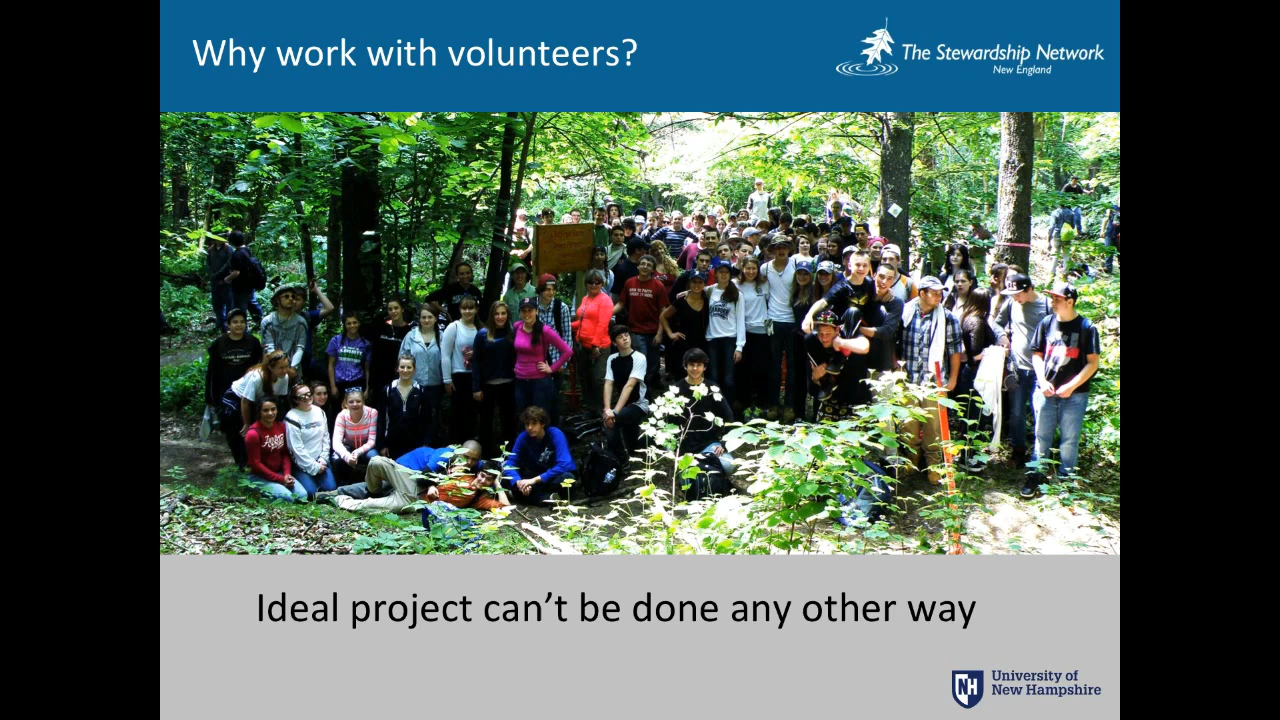 Why work with volunteers?
The Stewardship Network
New England
Ideal project can’t be done any other way
NH
University of
New Hampshire